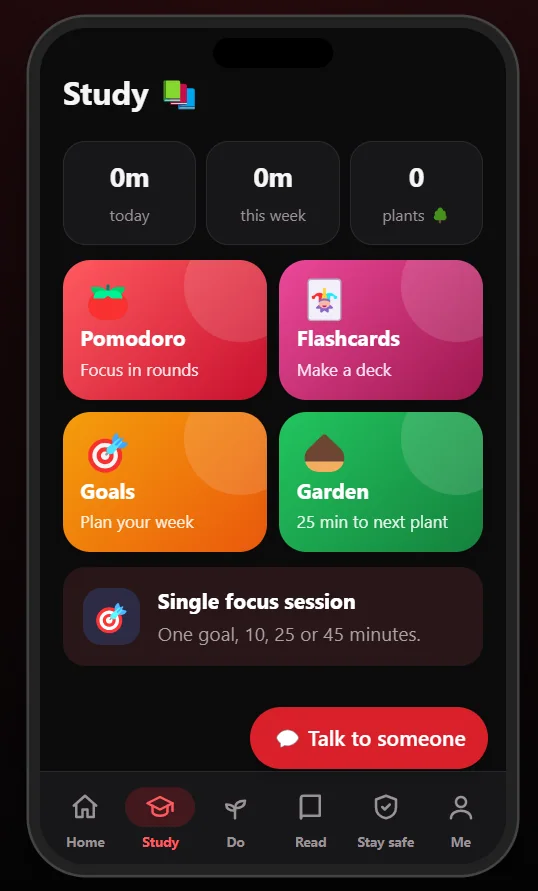 Study 📚
0m
today
0m
this week
0
plants 🌳
Pomodoro
Focus in rounds
Flashcards
Make a deck
Goals
Plan your week
Garden
25 min to next plant
Single focus session
One goal, 10, 25 or 45 minutes.
💬 Talk to someone
Home
Study
Do
Read
Stay safe
Me